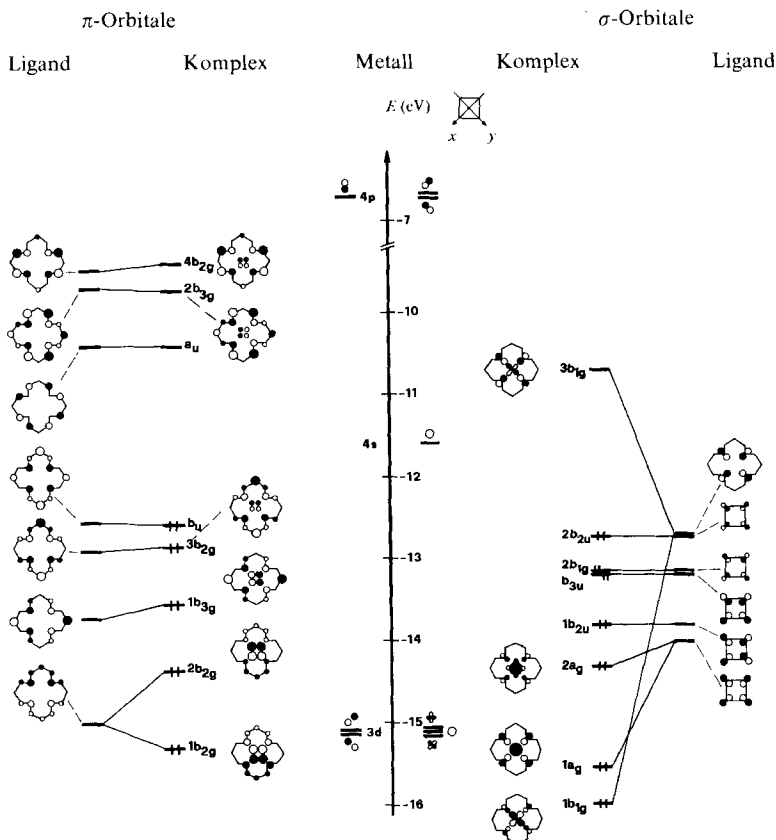 π-Orbitale
σ-Orbitale
Ligand
Komplex
Metall
Komplex
Ligand
E (eV)
x
y
4p
-7
4b2g
2b3g
-10
au
-11
3b1g
4s
-12
bu
3b2g
2b2u
-13
2b1g
b3u
1b3g
1b2u
-14
2b2g
2ag
3d
-15
1b2g
1ag
1b1g
-16